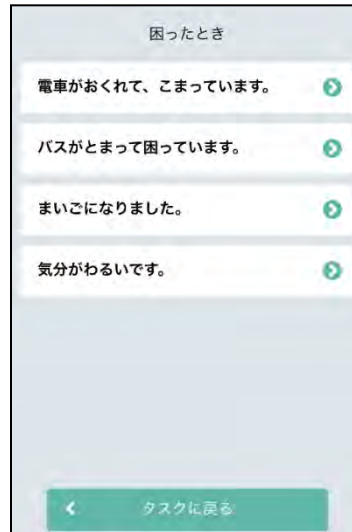 困ったとき
電車がおくれて、こまっています。
バスがとまって困っています。
まいごになりました。
気分がわるいです。
タスクに戻る